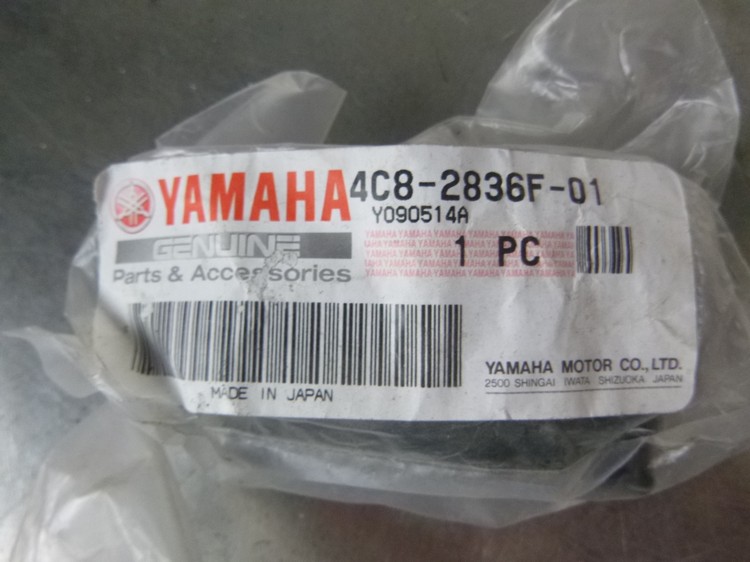 YAMAHA 4C8-2836F-01
Y090514A
GENUINE
Parts & Accessories
1 PC
MADE IN JAPAN
YAMAHA MOTOR CO., LTD.
2500 SHINGAI IWATA SHIZUOKA JAPAN